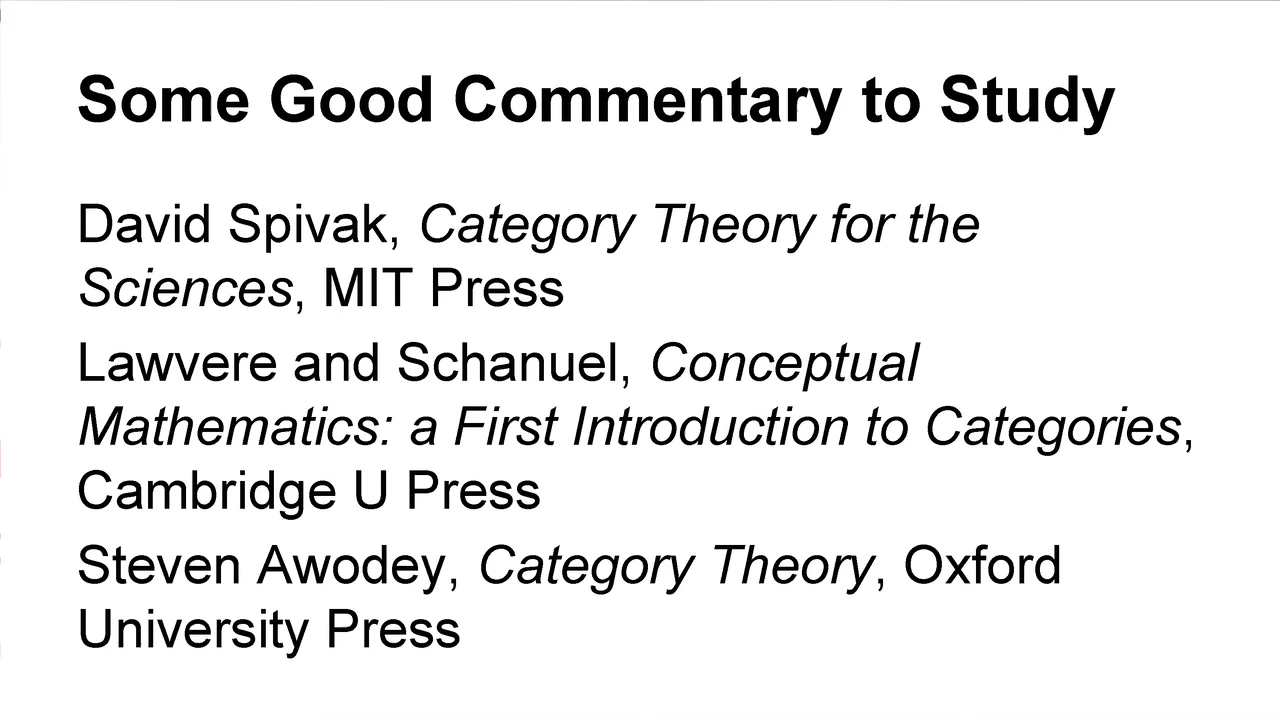 Some Good Commentary to Study
David Spivak, Category Theory for the
Sciences, MIT Press
Lawvere and Schanuel, Conceptual
Mathematics: a First Introduction to Categories,
Cambridge U Press
Steven Awodey, Category Theory, Oxford
University Press